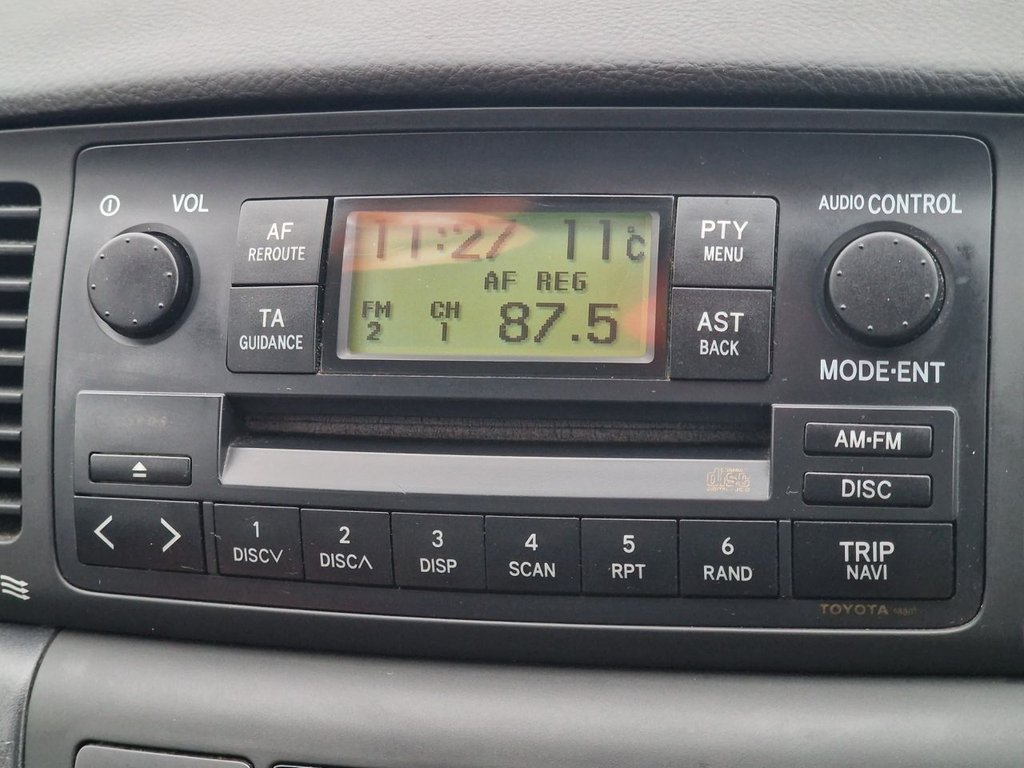 VOL
AF
REROUTE
TA
GUIDANCE
11:27 11°C
AF REG
FM CH 87.5
2 1
PTY
MENU
AST
BACK
AUDIO CONTROL
MODE·ENT
AM·FM
DISC
disc
1
DISC∨
2
DISC∧
3
DISP
4
SCAN
5
RPT
6
RAND
TRIP
NAVI
TOYOTA